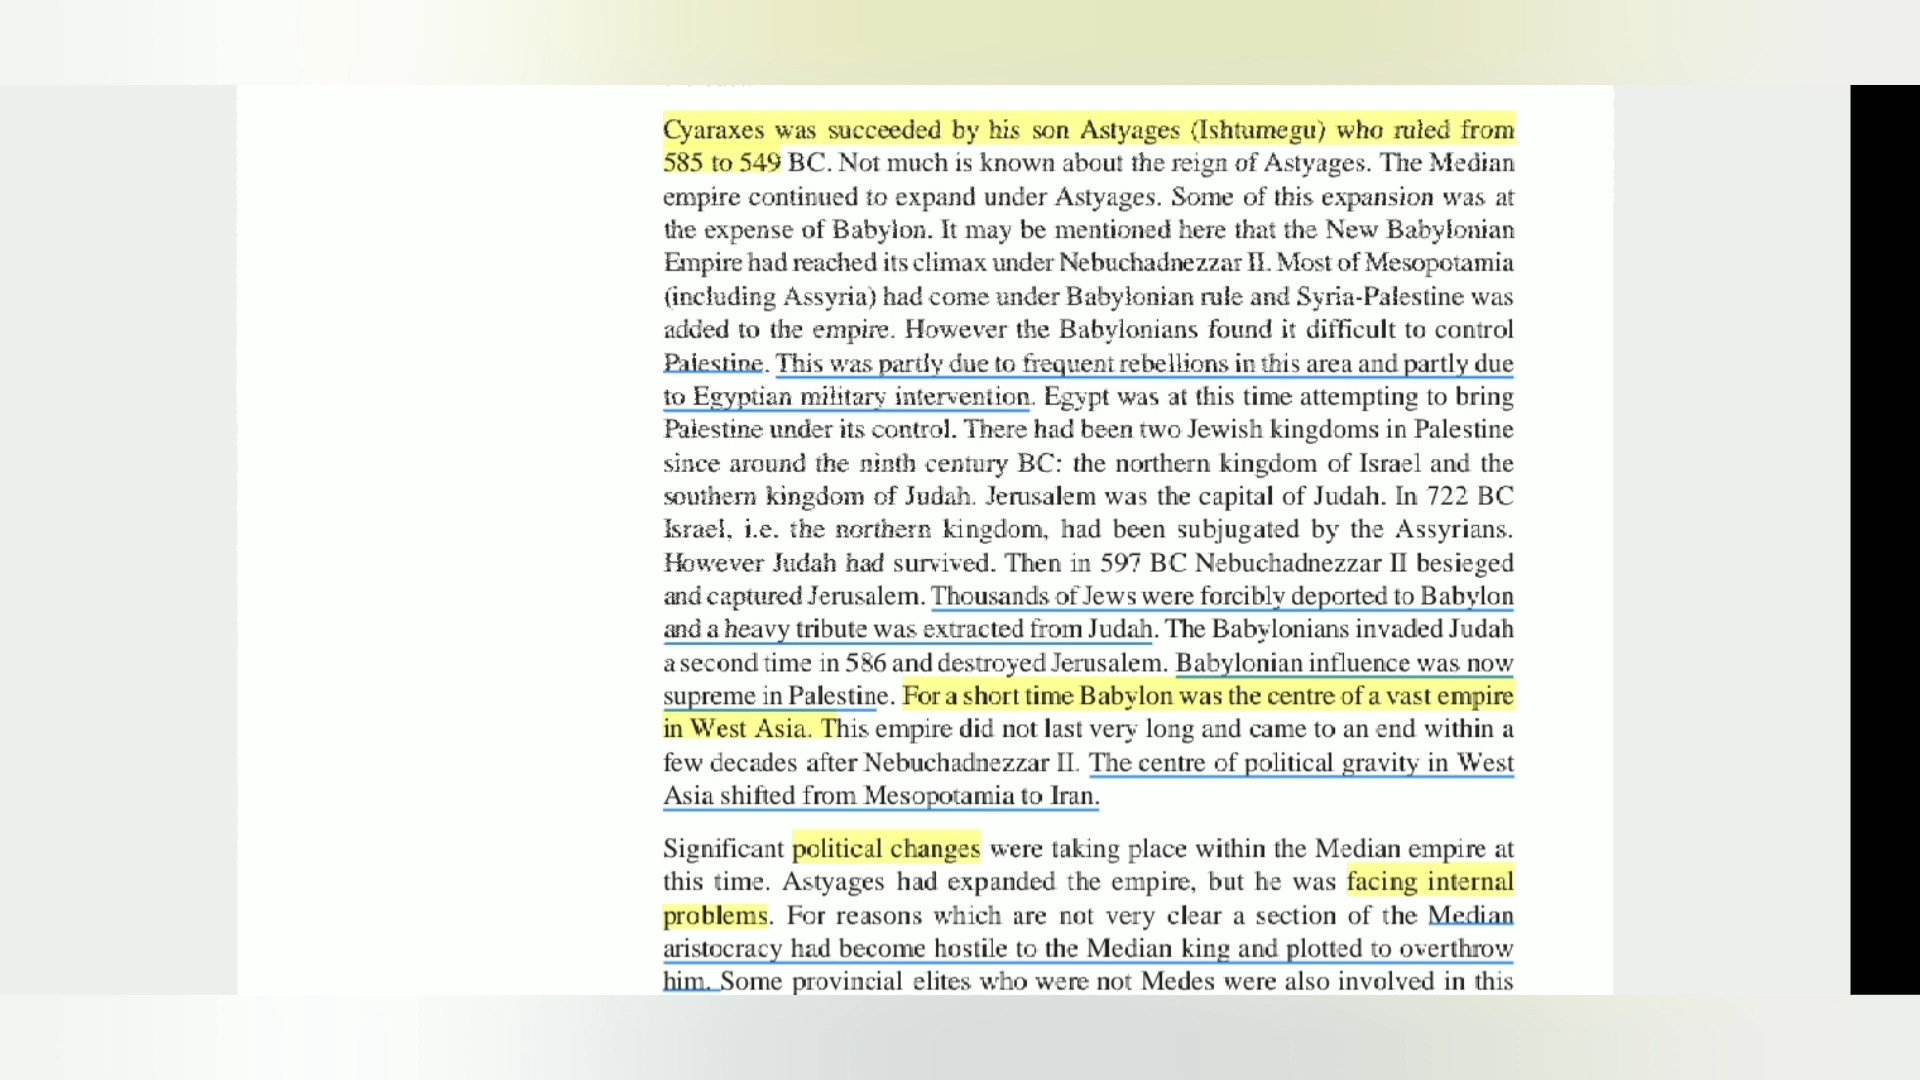 Cyaraxes was succeeded by his son Astyages (Ishtumegu) who ruled from
585 to 549 BC. Not much is known about the reign of Astyages. The Median
empire continued to expand under Astyages. Some of this expansion was at
the expense of Babylon. It may be mentioned here that the New Babylonian
Empire had reached its climax under Nebuchadnezzar II. Most of Mesopotamia
(including Assyria) had come under Babylonian rule and Syria-Palestine was
added to the empire. However the Babylonians found it difficult to control
Palestine. This was partly due to frequent rebellions in this area and partly due
to Egyptian military intervention. Egypt was at this time attempting to bring
Palestine under its control. There had been two Jewish kingdoms in Palestine
since around the ninth century BC: the northern kingdom of Israel and the
southern kingdom of Judah. Jerusalem was the capital of Judah. In 722 BC
Israel, i.e. the northern kingdom, had been subjugated by the Assyrians.
However Judah had survived. Then in 597 BC Nebuchadnezzar II besieged
and captured Jerusalem. Thousands of Jews were forcibly deported to Babylon
and a heavy tribute was extracted from Judah. The Babylonians invaded Judah
a second time in 586 and destroyed Jerusalem. Babylonian influence was now
supreme in Palestine. For a short time Babylon was the centre of a vast empire
in West Asia. This empire did not last very long and came to an end within a
few decades after Nebuchadnezzar II. The centre of political gravity in West
Asia shifted from Mesopotamia to Iran.
Significant political changes were taking place within the Median empire at
this time. Astyages had expanded the empire, but he was facing internal
problems. For reasons which are not very clear a section of the Median
aristocracy had become hostile to the Median king and plotted to overthrow
him. Some provincial elites who were not Medes were also involved in this